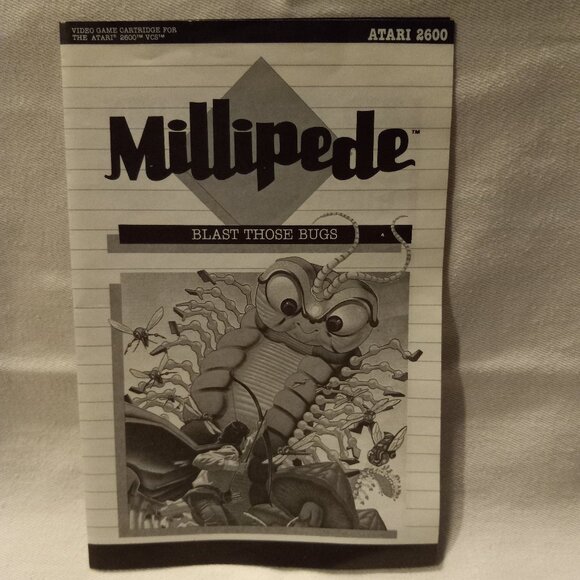 VIDEO GAME CARTRIDGE FOR
THE ATARI® 2600™ VCS™
ATARI 2600
Millipede™
BLAST THOSE BUGS